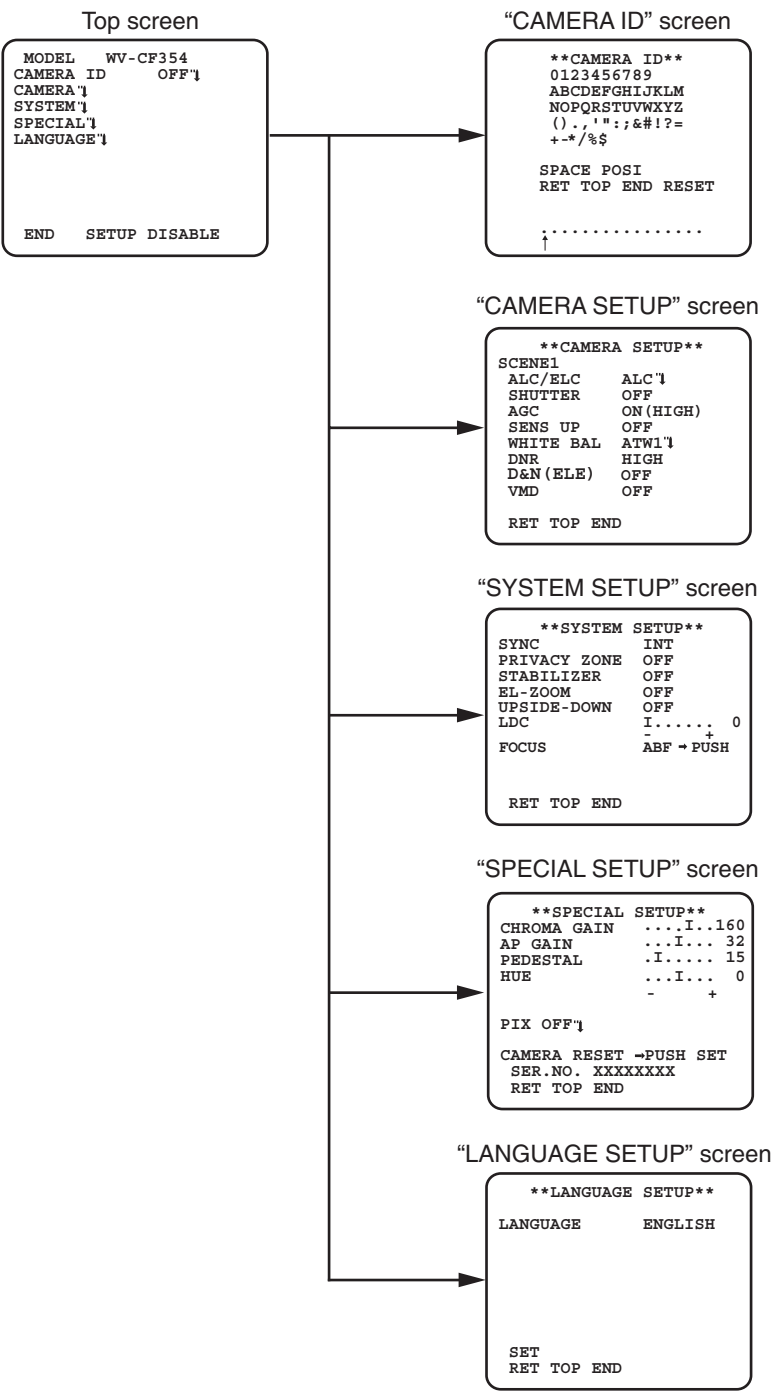 Top screen
MODEL WV-CF354
CAMERA ID OFF
CAMERA
SYSTEM
SPECIAL
LANGUAGE
END SETUP DISABLE
“CAMERA ID” screen
**CAMERA ID**
0123456789
ABCDEFGHIJKLM
NOPQRSTUVWXYZ
().,'":;&#!?=
+-*/%$
SPACE POSI
RET TOP END RESET
................
↑
“CAMERA SETUP” screen
**CAMERA SETUP**
SCENE1
ALC/ELC ALC
SHUTTER OFF
AGC ON(HIGH)
SENS UP OFF
WHITE BAL ATW1
DNR HIGH
D&N(ELE) OFF
VMD OFF
RET TOP END
“SYSTEM SETUP” screen
**SYSTEM SETUP**
SYNC INT
PRIVACY ZONE OFF
STABILIZER OFF
EL-ZOOM OFF
UPSIDE-DOWN OFF
LDC I...... 0
- +
FOCUS ABF → PUSH
RET TOP END
“SPECIAL SETUP” screen
**SPECIAL SETUP**
CHROMA GAIN ....I..160
AP GAIN ...I... 32
PEDESTAL .I..... 15
HUE ...I... 0
- +
PIX OFF
CAMERA RESET →PUSH SET
SER.NO. XXXXXXXX
RET TOP END
“LANGUAGE SETUP” screen
**LANGUAGE SETUP**
LANGUAGE ENGLISH
SET
RET TOP END